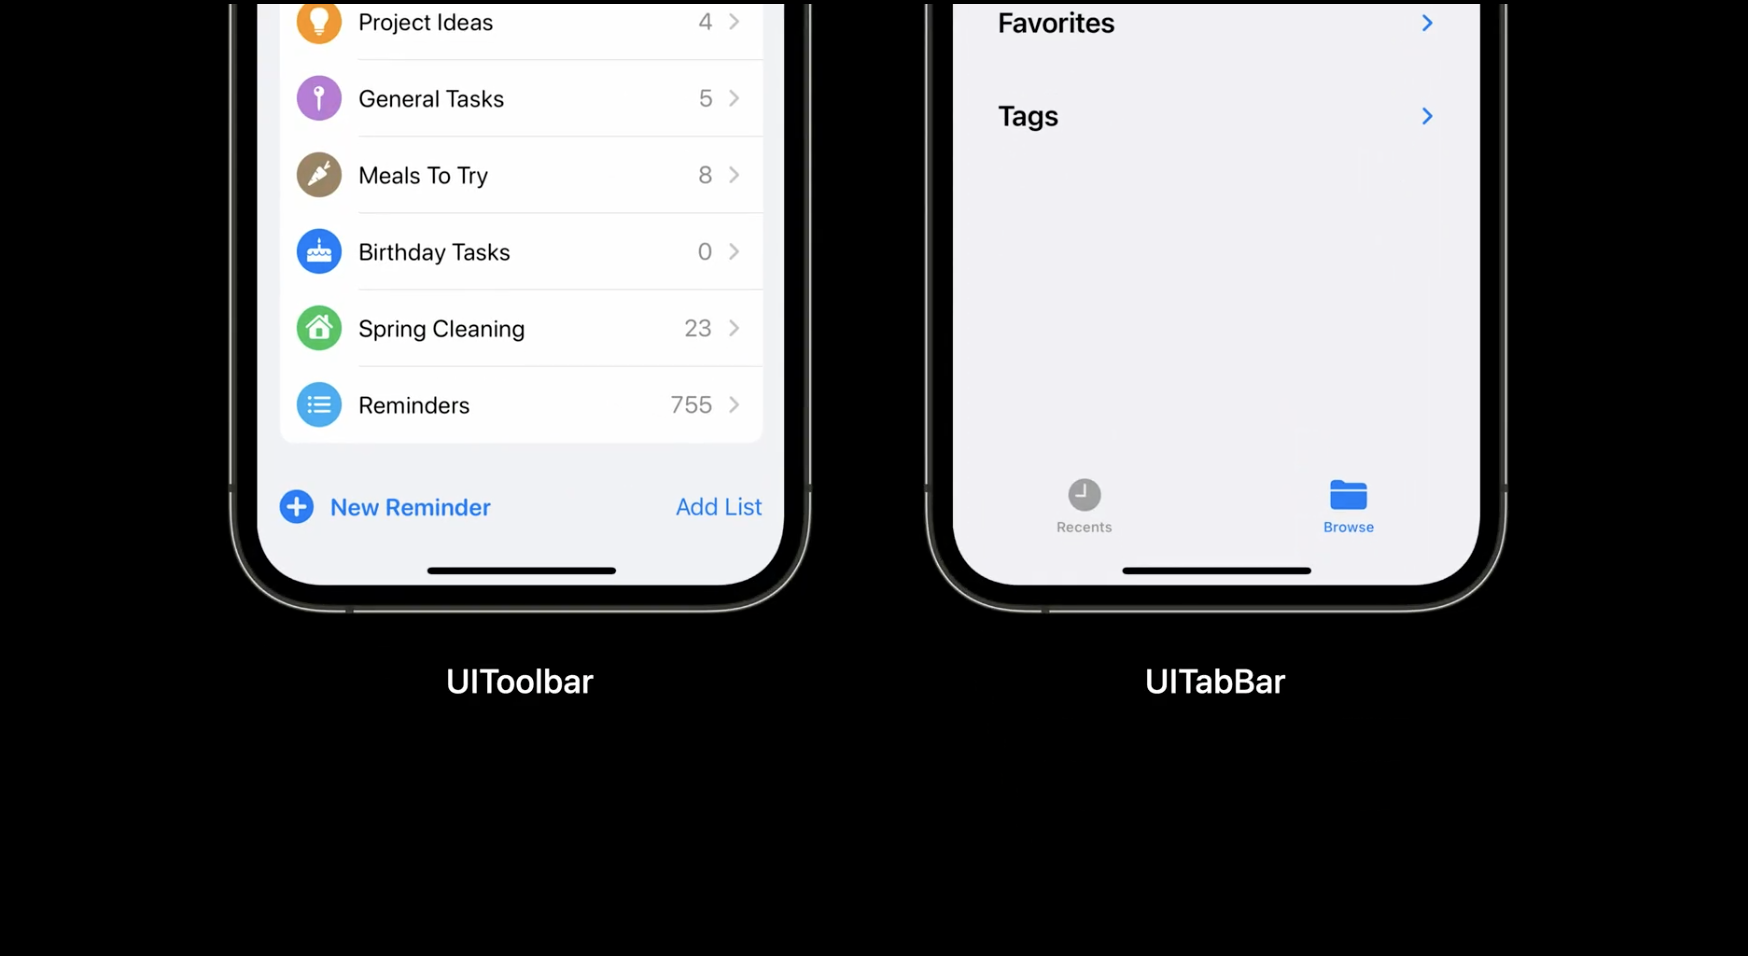 Project Ideas 4
General Tasks 5
Meals To Try 8
Birthday Tasks 0
Spring Cleaning 23
Reminders 755
New Reminder Add List
UIToolbar
Favorites
Tags
Recents Browse
UITabBar